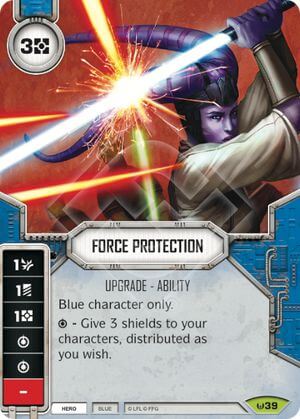 3
FORCE PROTECTION
UPGRADE - ABILITY
Blue character only.
- Give 3 shields to your
characters, distributed as
you wish.
1
1
1
-
HERO
BLUE
© LFL © FFG
39